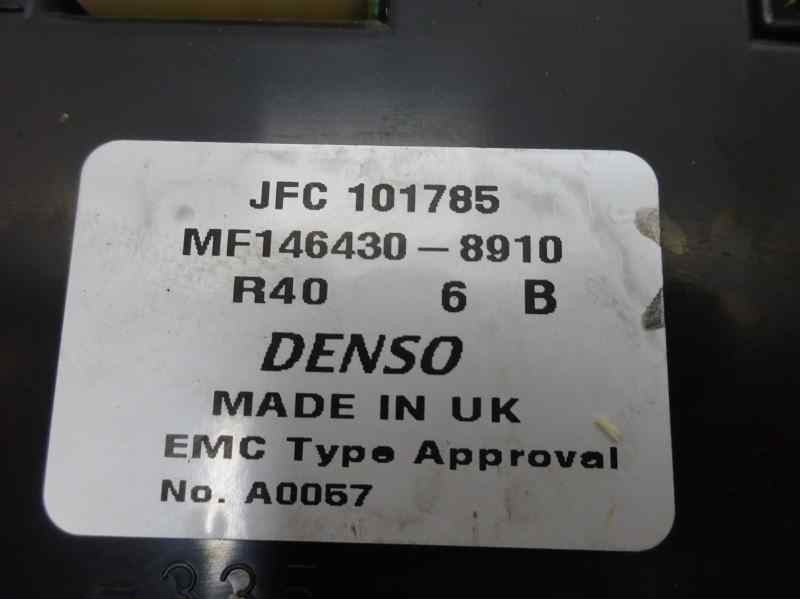 JFC 101785
MF146430-8910
R40 6 B
DENSO
MADE IN UK
EMC Type Approval
No. A0057